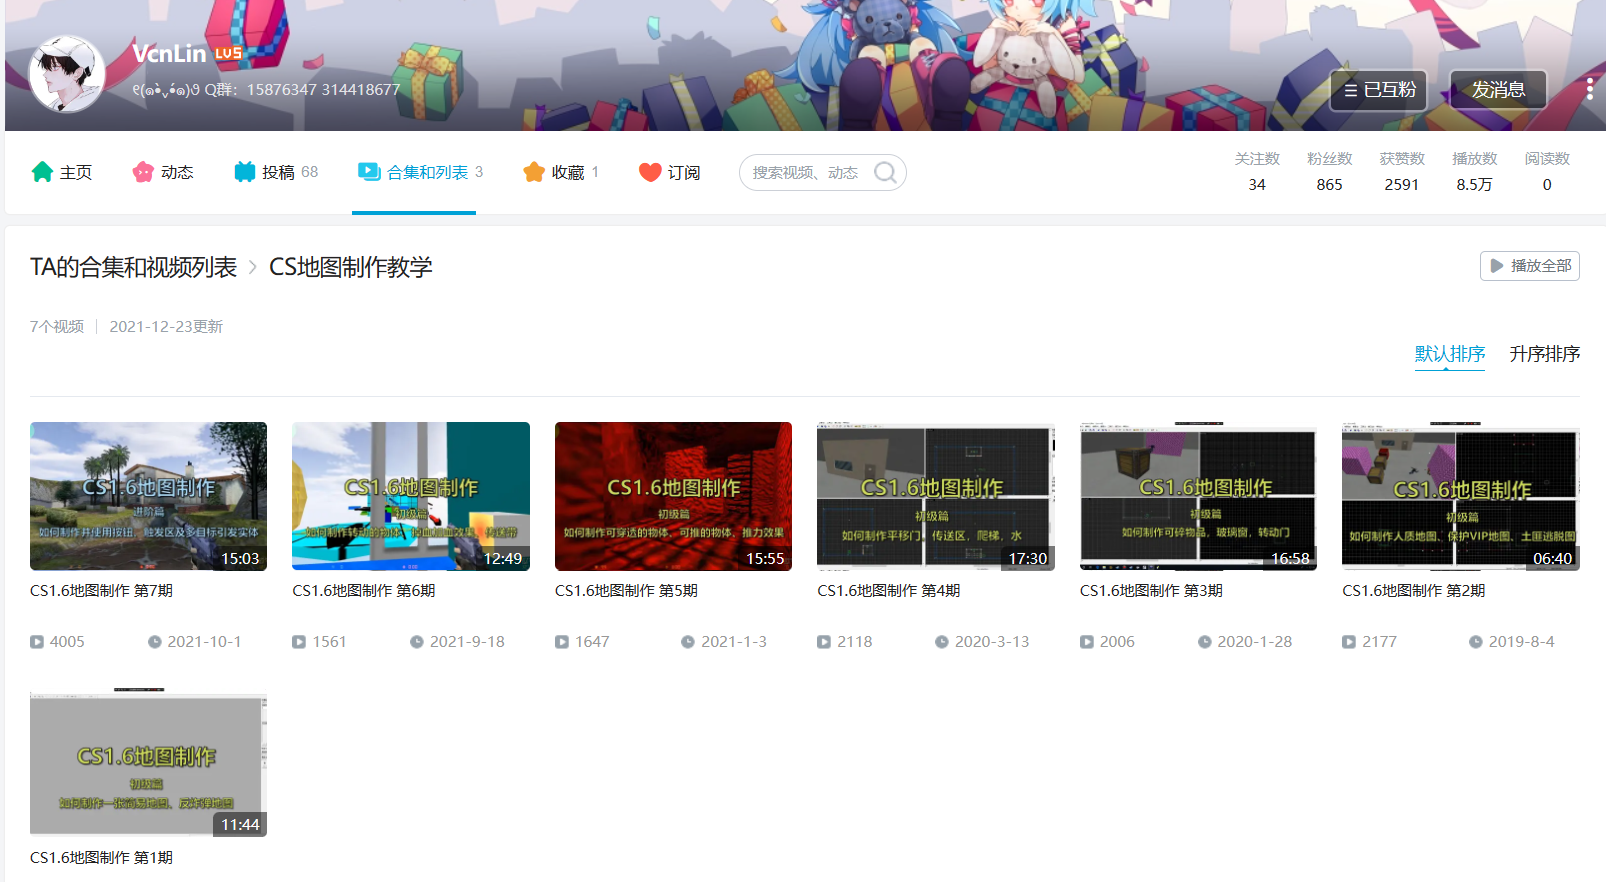 VcnLin LV5
Q群：15876347 314418677
已互粉
发消息
主页
动态
投稿 68
合集和列表 3
收藏 1
订阅
搜索视频、动态
关注数 粉丝数 获赞数 播放数 阅读数
34 865 2591 8.5万 0
TA的合集和视频列表 > CS地图制作教学
播放全部
7个视频 | 2021-12-23更新
默认排序 升序排序
CS1.6地图制作
进阶篇
如何制作并使用按钮，触发区及多目标引发实体
15:03
CS1.6地图制作 第7期
4005 2021-10-1
CS1.6地图制作
初级篇
如何制作转动的物体、
12:49
CS1.6地图制作 第6期
1561 2021-9-18
CS1.6地图制作
初级篇
如何制作可穿透的物体、可推的物体、推力效果
15:55
CS1.6地图制作 第5期
1647 2021-1-3
CS1.6地图制作
初级篇
如何制作平移门、传送区，爬梯，水
17:30
CS1.6地图制作 第4期
2118 2020-3-13
CS1.6地图制作
初级篇
如何制作可碎物品，玻璃窗，转动门
16:58
CS1.6地图制作 第3期
2006 2020-1-28
CS1.6地图制作
初级篇
如何制作人质地图、保护VIP地图、土匪逃脱图
06:40
CS1.6地图制作 第2期
2177 2019-8-4
CS1.6地图制作
初级篇
如何制作一张简易地图、反炸弹地图
11:44
CS1.6地图制作 第1期